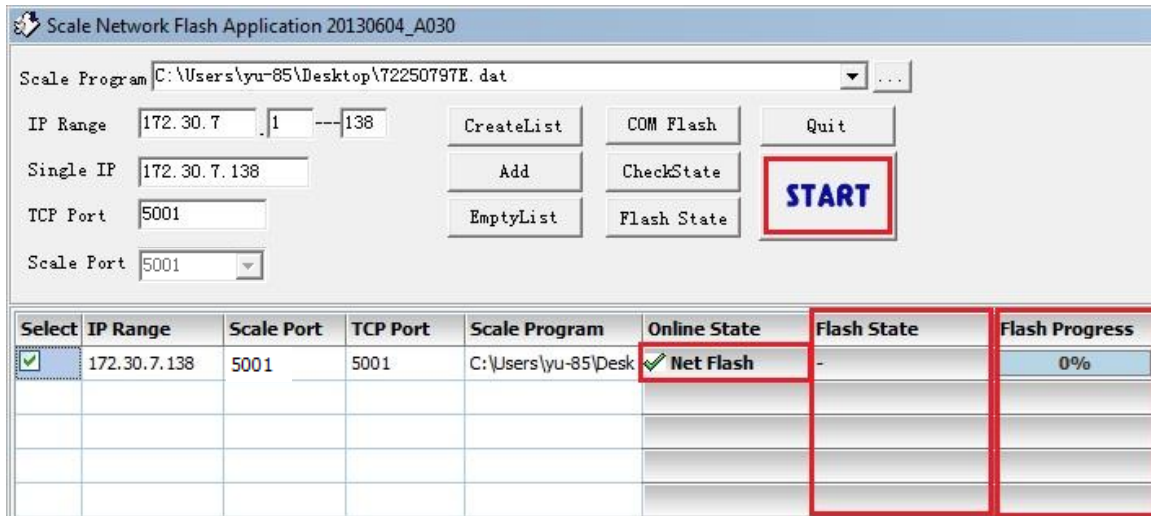 Scale Network Flash Application 20130604_A030
Scale Program C:\Users\yu-85\Desktop\72250797E.dat ...
IP Range 172.30.7 . 1 --- 138 CreateList COM Flash Quit
Single IP 172.30.7.138 Add CheckState START
TCP Port 5001 EmptyList Flash State
Scale Port 5001
Select IP Range Scale Port TCP Port Scale Program Online State Flash State Flash Progress
172.30.7.138 5001 5001 C:\Users\yu-85\Desk Net Flash - 0%